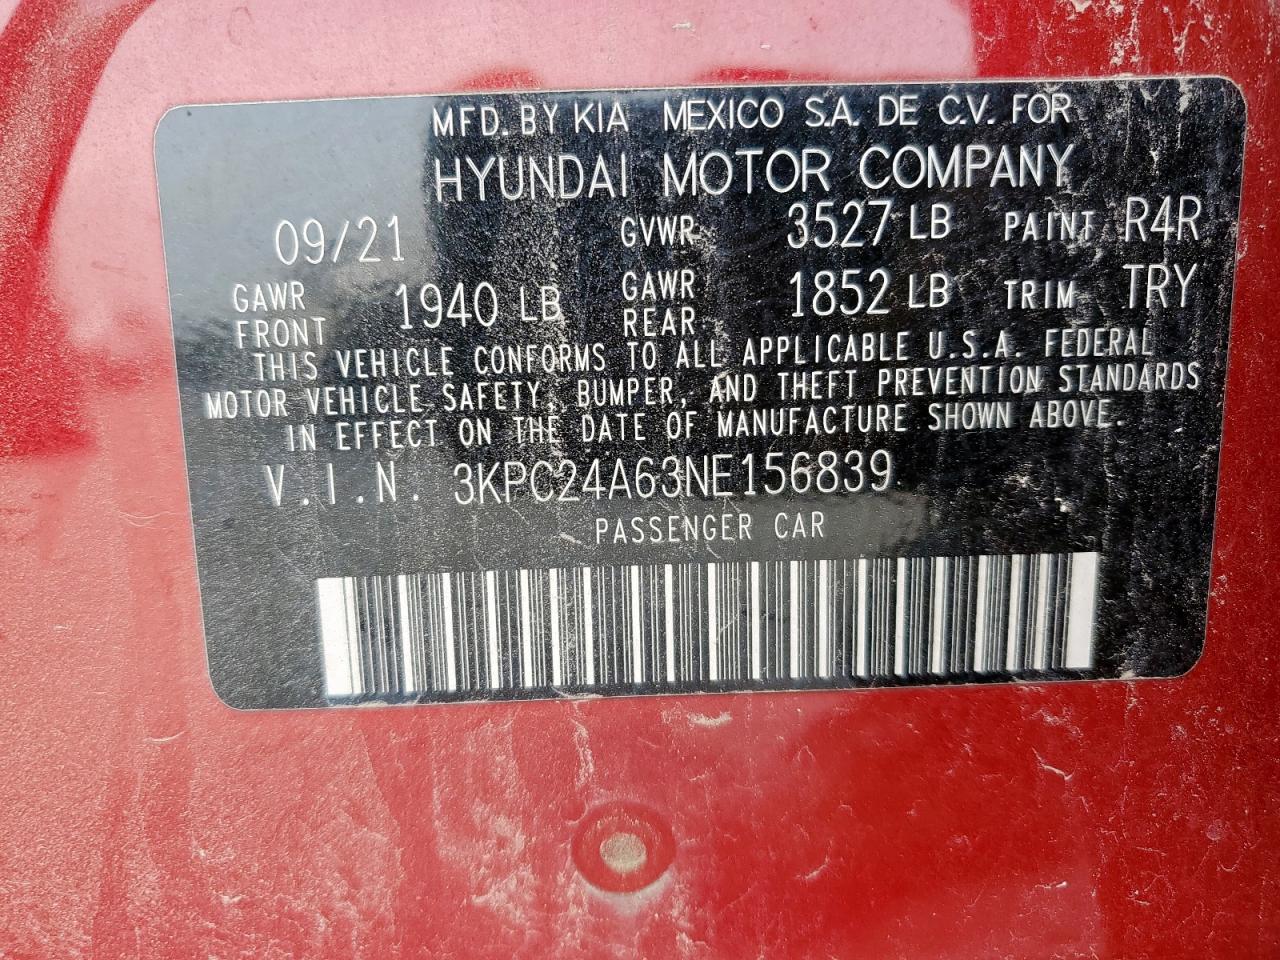 MFD. BY KIA MEXICO S.A. DE C.V. FOR
HYUNDAI MOTOR COMPANY
09/21 GVWR 3527 LB PAINT R4R
GAWR FRONT 1940 LB GAWR REAR 1852 LB TRIM TRY
THIS VEHICLE CONFORMS TO ALL APPLICABLE U.S.A. FEDERAL
MOTOR VEHICLE SAFETY, BUMPER, AND THEFT PREVENTION STANDARDS
IN EFFECT ON THE DATE OF MANUFACTURE SHOWN ABOVE.
V.I.N. 3KPC24A63NE156839
PASSENGER CAR